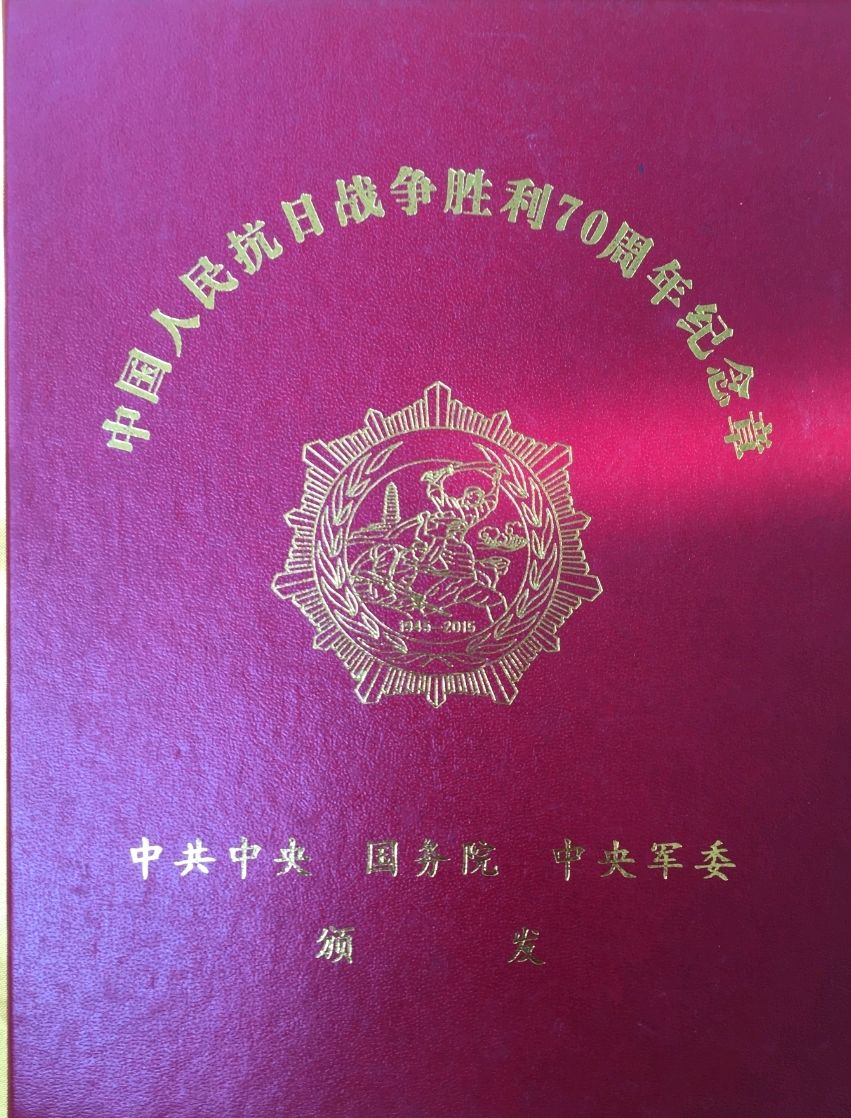 中国人民抗日战争胜利70周年纪念章
1945-2015
中共中央 国务院 中央军委
颁 发